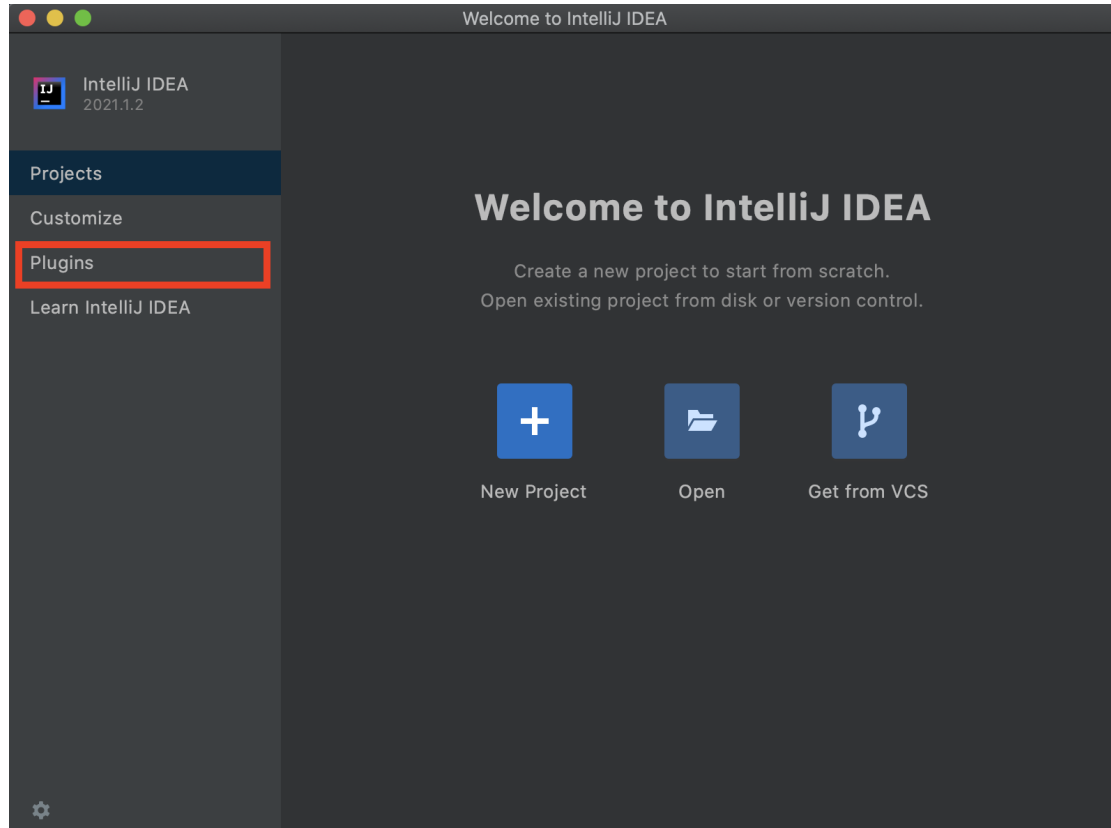 Welcome to IntelliJ IDEA
IJ
IntelliJ IDEA
2021.1.2
Projects
Customize
Plugins
Learn IntelliJ IDEA
Welcome to IntelliJ IDEA
Create a new project to start from scratch.
Open existing project from disk or version control.
New Project
Open
Get from VCS